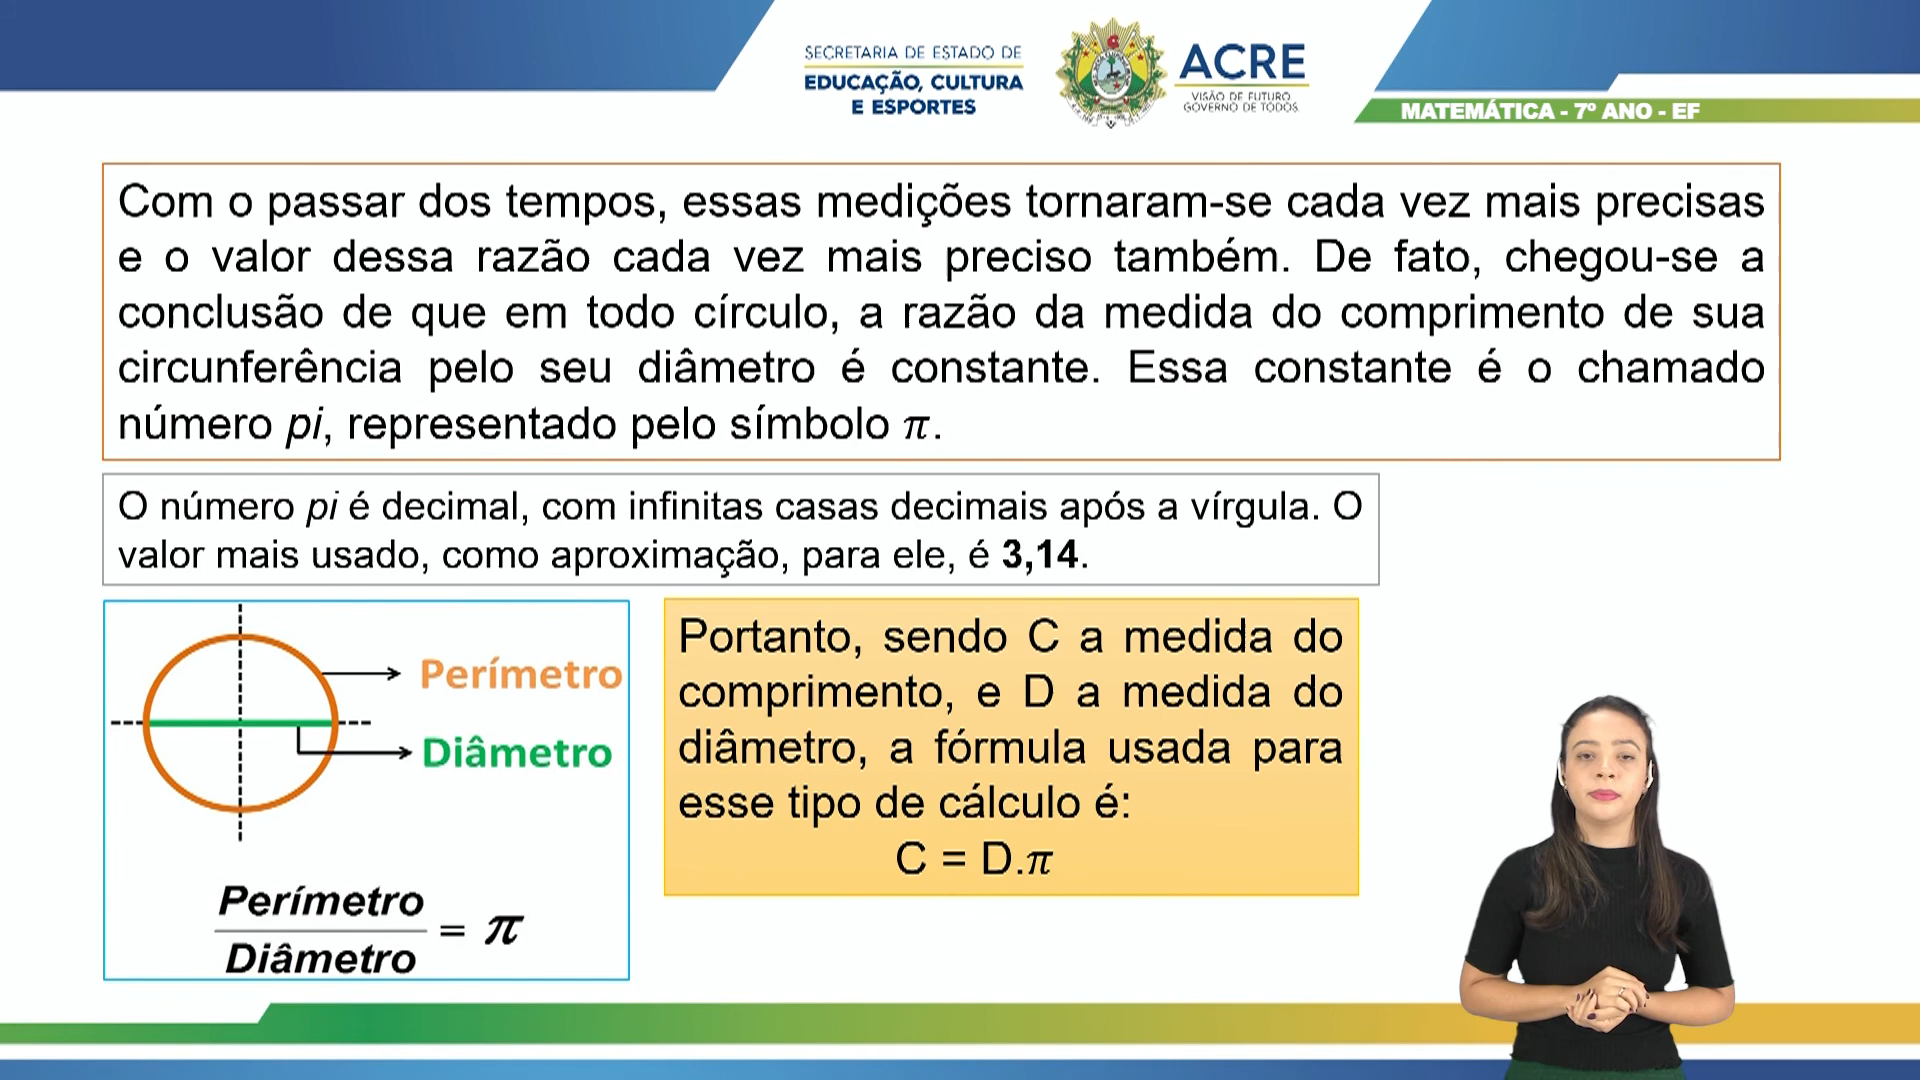 SECRETARIA DE ESTADO DE
EDUCAÇÃO, CULTURA
E ESPORTES
ACRE
VISÃO DE FUTURO
GOVERNO DE TODOS
MATEMÁTICA - 7º ANO - EF
Com o passar dos tempos, essas medições tornaram-se cada vez mais precisas
e o valor dessa razão cada vez mais preciso também. De fato, chegou-se a
conclusão de que em todo círculo, a razão da medida do comprimento de sua
circunferência pelo seu diâmetro é constante. Essa constante é o chamado
número pi, representado pelo símbolo π.
O número pi é decimal, com infinitas casas decimais após a vírgula. O
valor mais usado, como aproximação, para ele, é 3,14.
Perímetro
Diâmetro
Perímetro
Diâmetro
= π
Portanto, sendo C a medida do
comprimento, e D a medida do
diâmetro, a fórmula usada para
esse tipo de cálculo é:
C = D.π